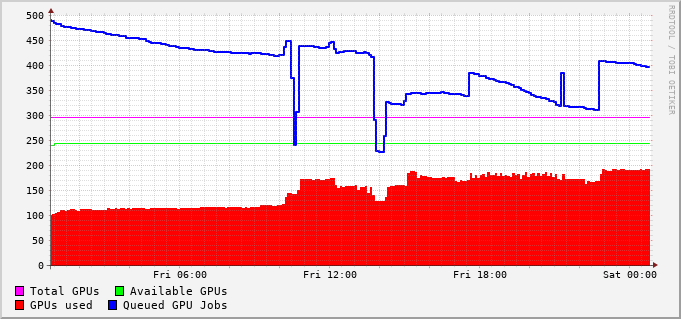 500
450
400
350
300
250
200
150
100
50
0
Fri 06:00 Fri 12:00 Fri 18:00 Sat 00:00
Total GPUs Available GPUs
GPUs used Queued GPU Jobs
RRDTOOL / TOBI OETIKER